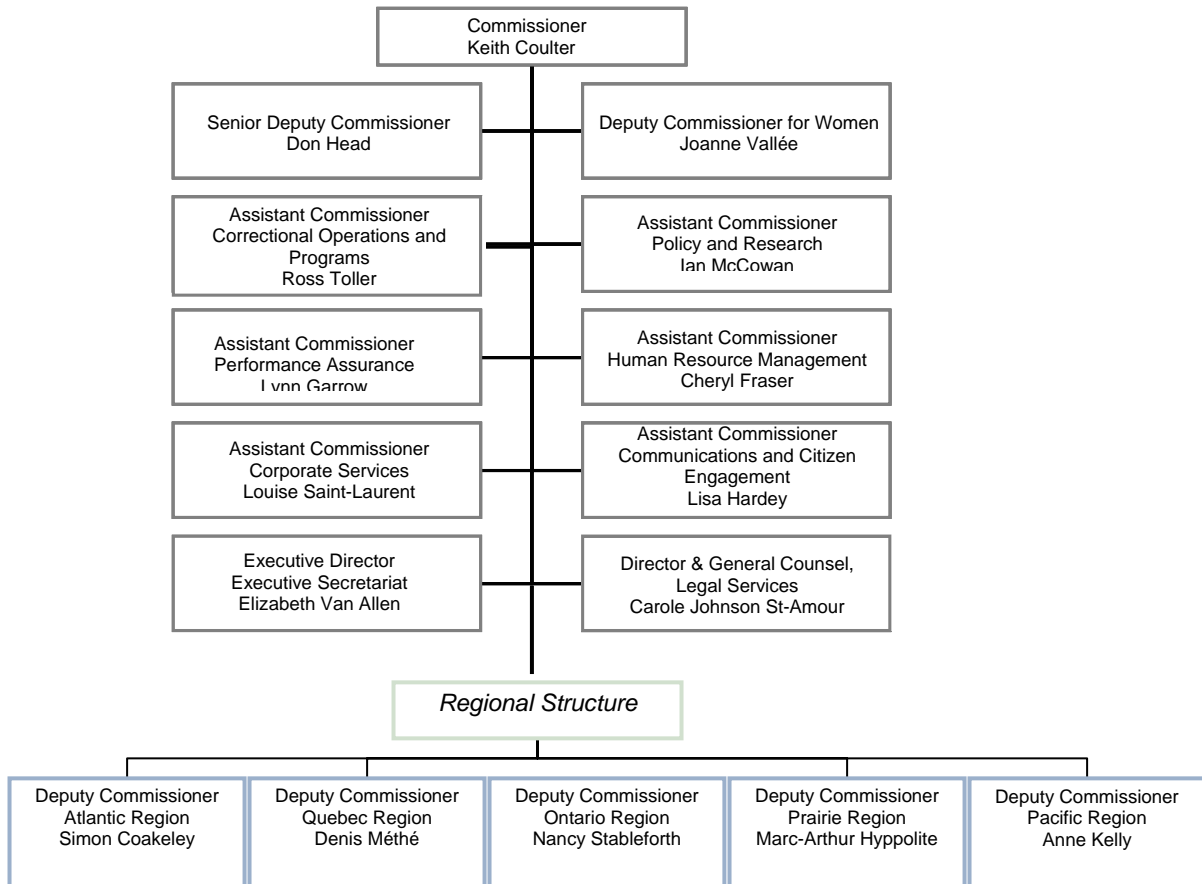 Commissioner
Keith Coulter
Senior Deputy Commissioner
Don Head
Deputy Commissioner for Women
Joanne Vallée
Assistant Commissioner
Correctional Operations and
Programs
Ross Toller
Assistant Commissioner
Policy and Research
Ian McCowan
Assistant Commissioner
Performance Assurance
Lynn Garrow
Assistant Commissioner
Human Resource Management
Cheryl Fraser
Assistant Commissioner
Corporate Services
Louise Saint-Laurent
Assistant Commissioner
Communications and Citizen
Engagement
Lisa Hardey
Executive Director
Executive Secretariat
Elizabeth Van Allen
Director & General Counsel,
Legal Services
Carole Johnson St-Amour
Regional Structure
Deputy Commissioner
Atlantic Region
Simon Coakeley
Deputy Commissioner
Quebec Region
Denis Méthé
Deputy Commissioner
Ontario Region
Nancy Stableforth
Deputy Commissioner
Prairie Region
Marc-Arthur Hyppolite
Deputy Commissioner
Pacific Region
Anne Kelly